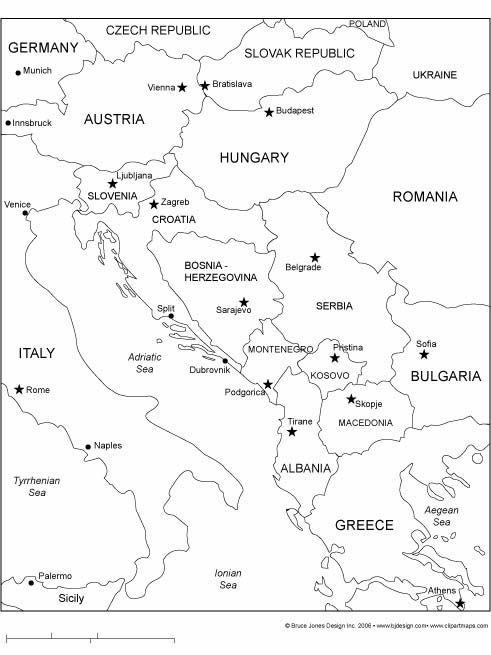 CZECH REPUBLIC
POLAND
GERMANY
SLOVAK REPUBLIC
Munich
UKRAINE
Vienna
Bratislava
Budapest
AUSTRIA
Innsbruck
HUNGARY
Ljubljana
SLOVENIA
ROMANIA
Venice
Zagreb
CROATIA
BOSNIA -
HERZEGOVINA
Belgrade
Sarajevo
SERBIA
Split
Sofia
ITALY
Adriatic
Sea
MONTENEGRO
Pristina
Dubrovnik
KOSOVO
BULGARIA
Rome
Podgorica
Skopje
Tirane
MACEDONIA
Naples
ALBANIA
Tyrrhenian
Sea
Aegean
Sea
GREECE
Ionian
Sea
Palermo
Sicily
Athens
© Bruce Jones Design Inc. 2006 • www.bjdesign.com • www.clipartmaps.com